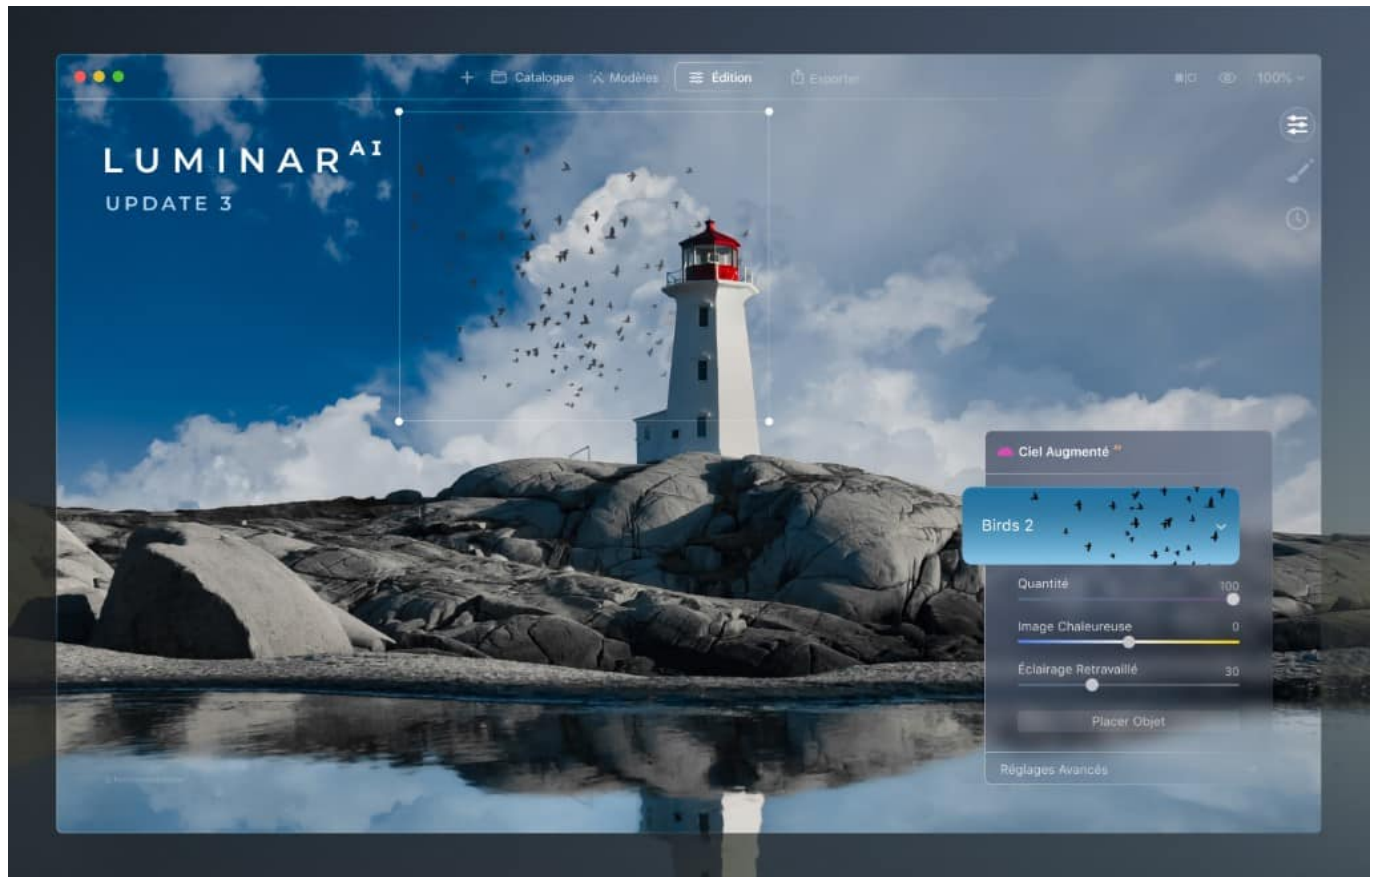 + Catalogue Modèles Édition Exporter 100%
LUMINAR AI
UPDATE 3
Ciel Augmenté
Birds 2
Quantité 100
Image Chaleureuse 0
Éclairage Retravaillé 30
Placer Objet
Réglages Avancés